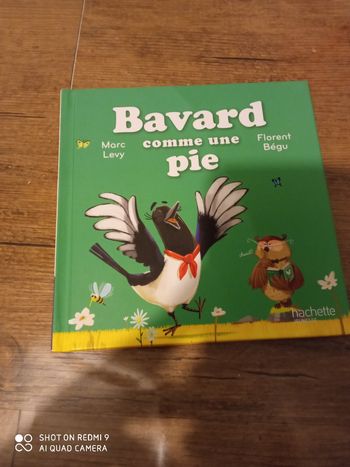 Bavard
comme une
pie
Marc
Levy
Florent
Bégu
hachette
SHOT ON REDMI 9
AI QUAD CAMERA